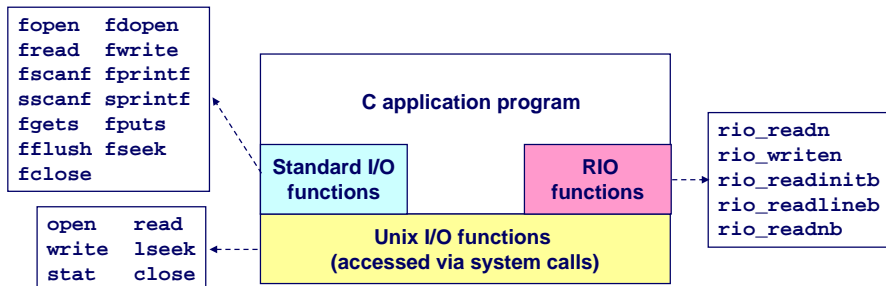 fopen fdopen
fread fwrite
fscanf fprintf
sscanf sprintf
fgets fputs
fflush fseek
fclose
C application program
Standard I/O
functions
RIO
functions
rio_readn
rio_writen
rio_readinitb
rio_readlineb
rio_readnb
open read
write lseek
stat close
Unix I/O functions
(accessed via system calls)